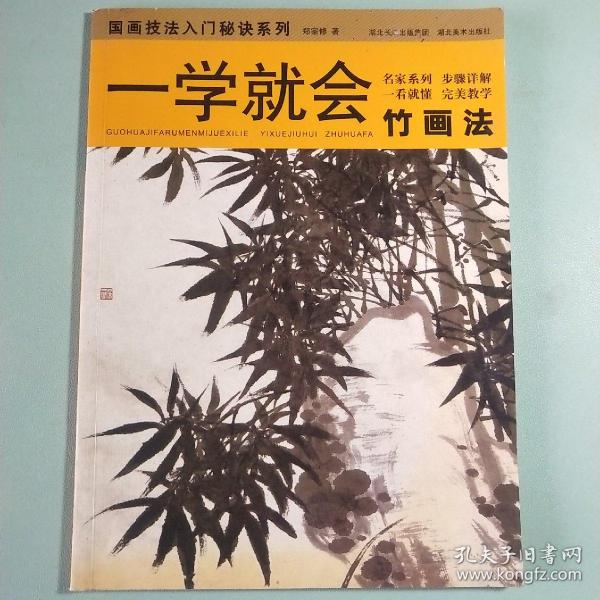 国画技法入门秘诀系列 郑宗修 著 湖北长江出版集团 湖北美术出版社
一学就会
名家系列 步骤详解
一看就懂 完美教学
GUOHUAJIFARUMENMIJUEXILIE YIXUEJIUHUI ZHUHUAFA
竹画法
孔夫子旧书网
www.kongfz.com